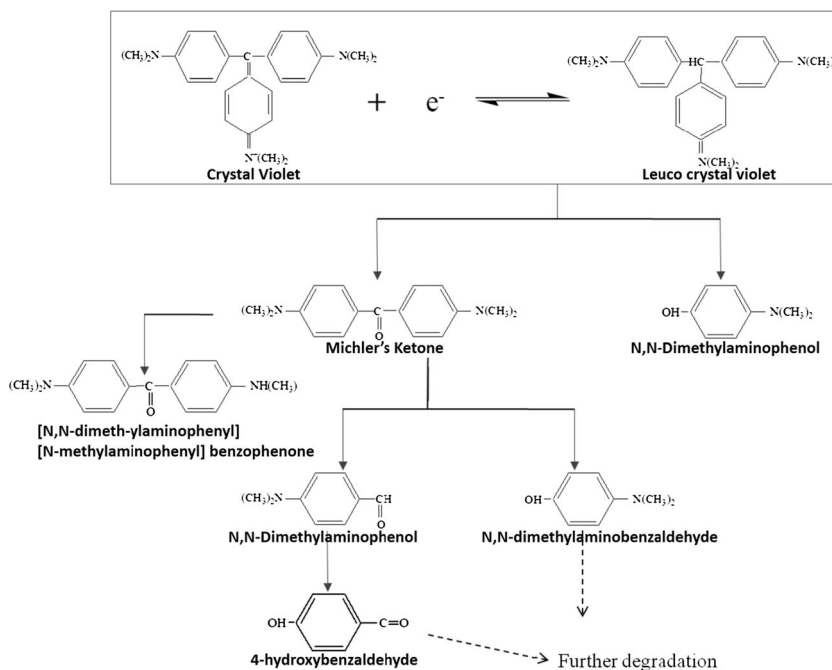 (CH₃)₂N
C
N(CH₃)₂
N⁺(CH₃)₂
Crystal Violet
+
e⁻
(CH₃)₂N
HC
N(CH₃)₂
N(CH₃)₂
Leuco crystal violet
(CH₃)₂N
C
O
N(CH₃)₂
Michler's Ketone
OH
N(CH₃)₂
N,N-Dimethylaminophenol
(CH₃)₂N
C
O
NH(CH₃)
[N,N-dimeth-ylaminophenyl]
[N-methylaminophenyl] benzophenone
(CH₃)₂N
CH
O
N,N-Dimethylaminophenol
OH
N(CH₃)₂
N,N-dimethylaminobenzaldehyde
OH
C=O
4-hydroxybenzaldehyde
Further degradation